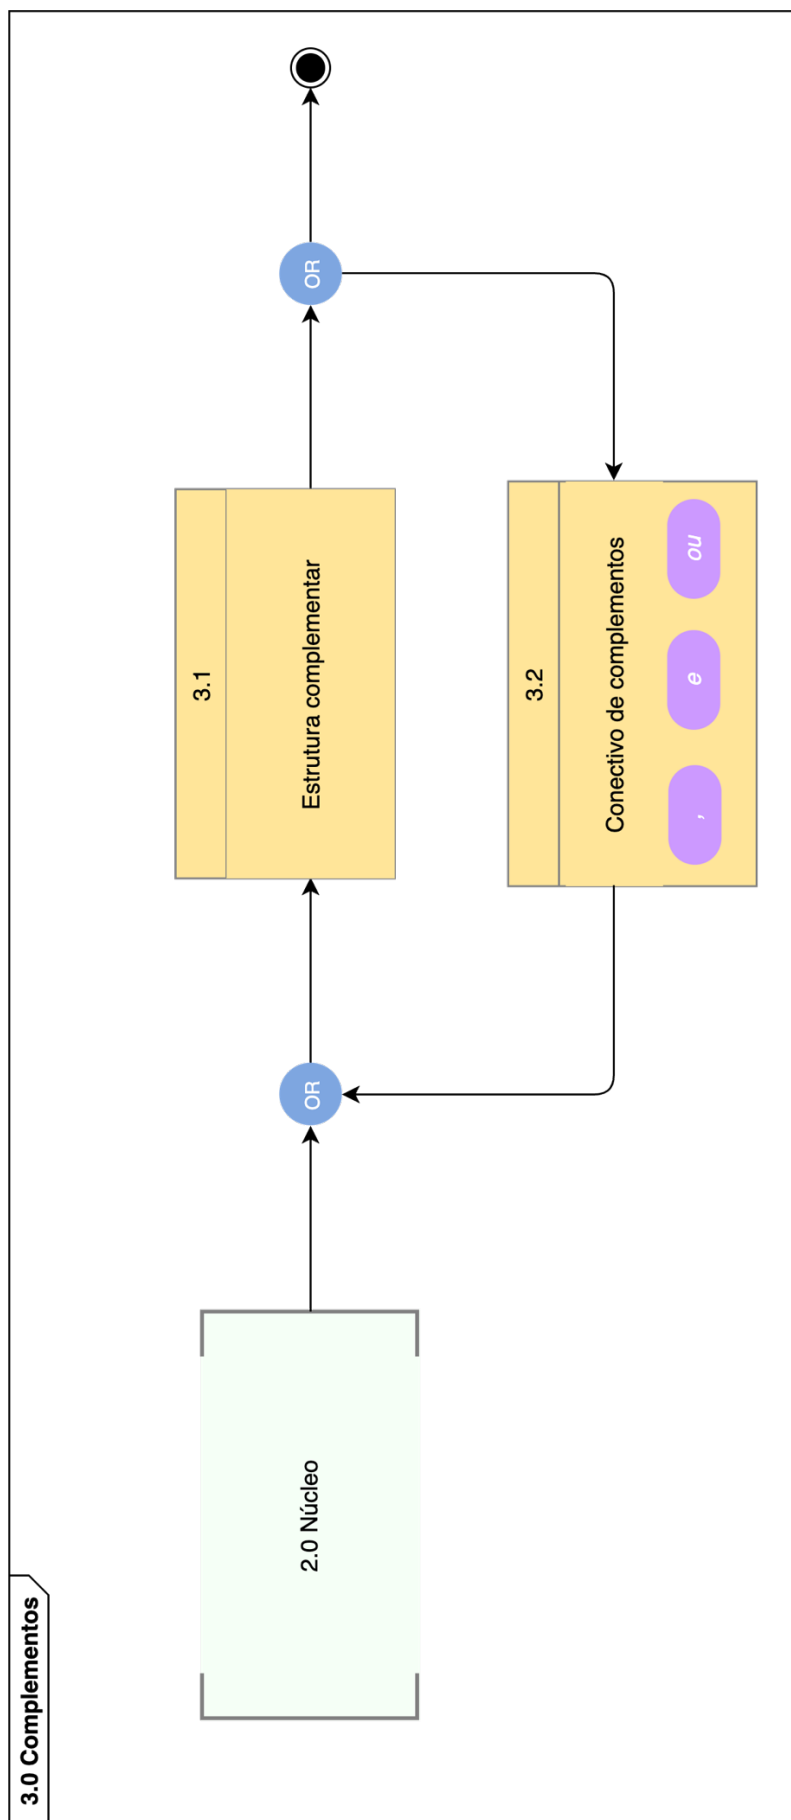 3.0 Complementos
2.0 Núcleo
OR
3.1
Estrutura complementar
OR
3.2
Conectivo de complementos
,
e
ou